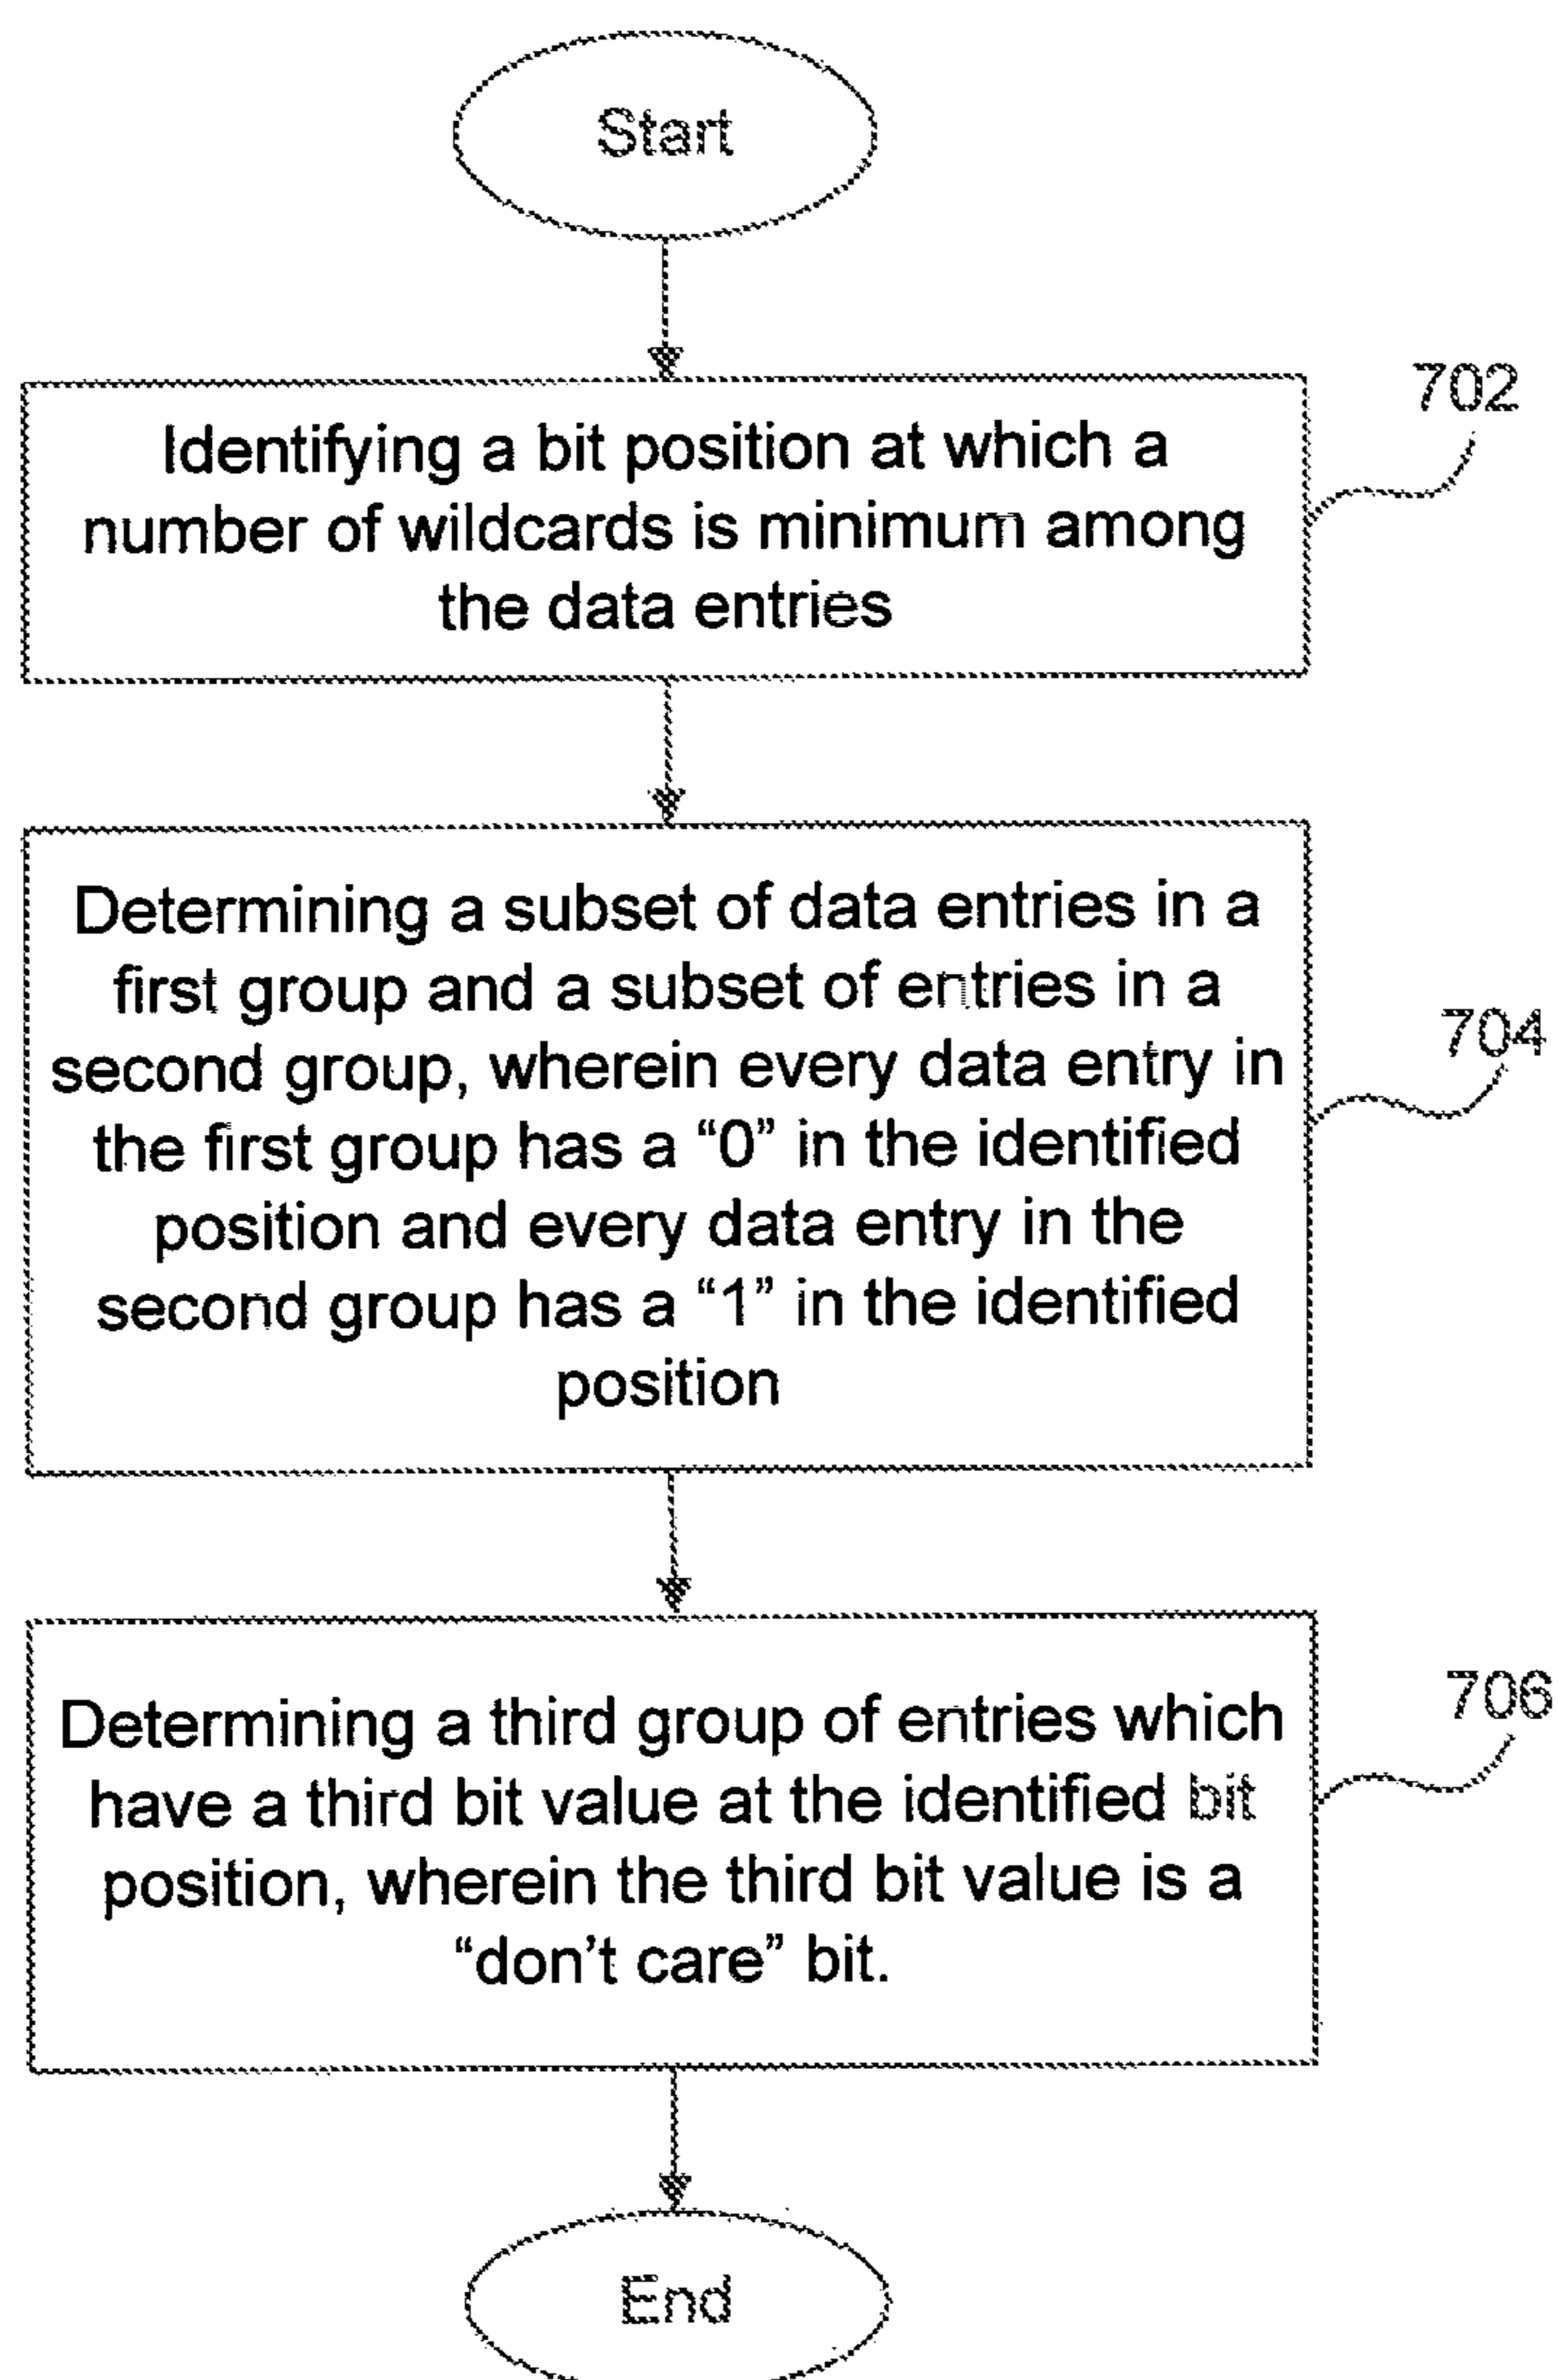 Start
702
Identifying a bit position at which a
number of wildcards is minimum among
the data entries
Determining a subset of data entries in a
first group and a subset of entries in a
second group, wherein every data entry in
the first group has a “0” in the identified
position and every data entry in the
second group has a “1” in the identified
position
704
Determining a third group of entries which
have a third bit value at the identified bit
position, wherein the third bit value is a
“don’t care” bit.
706
End